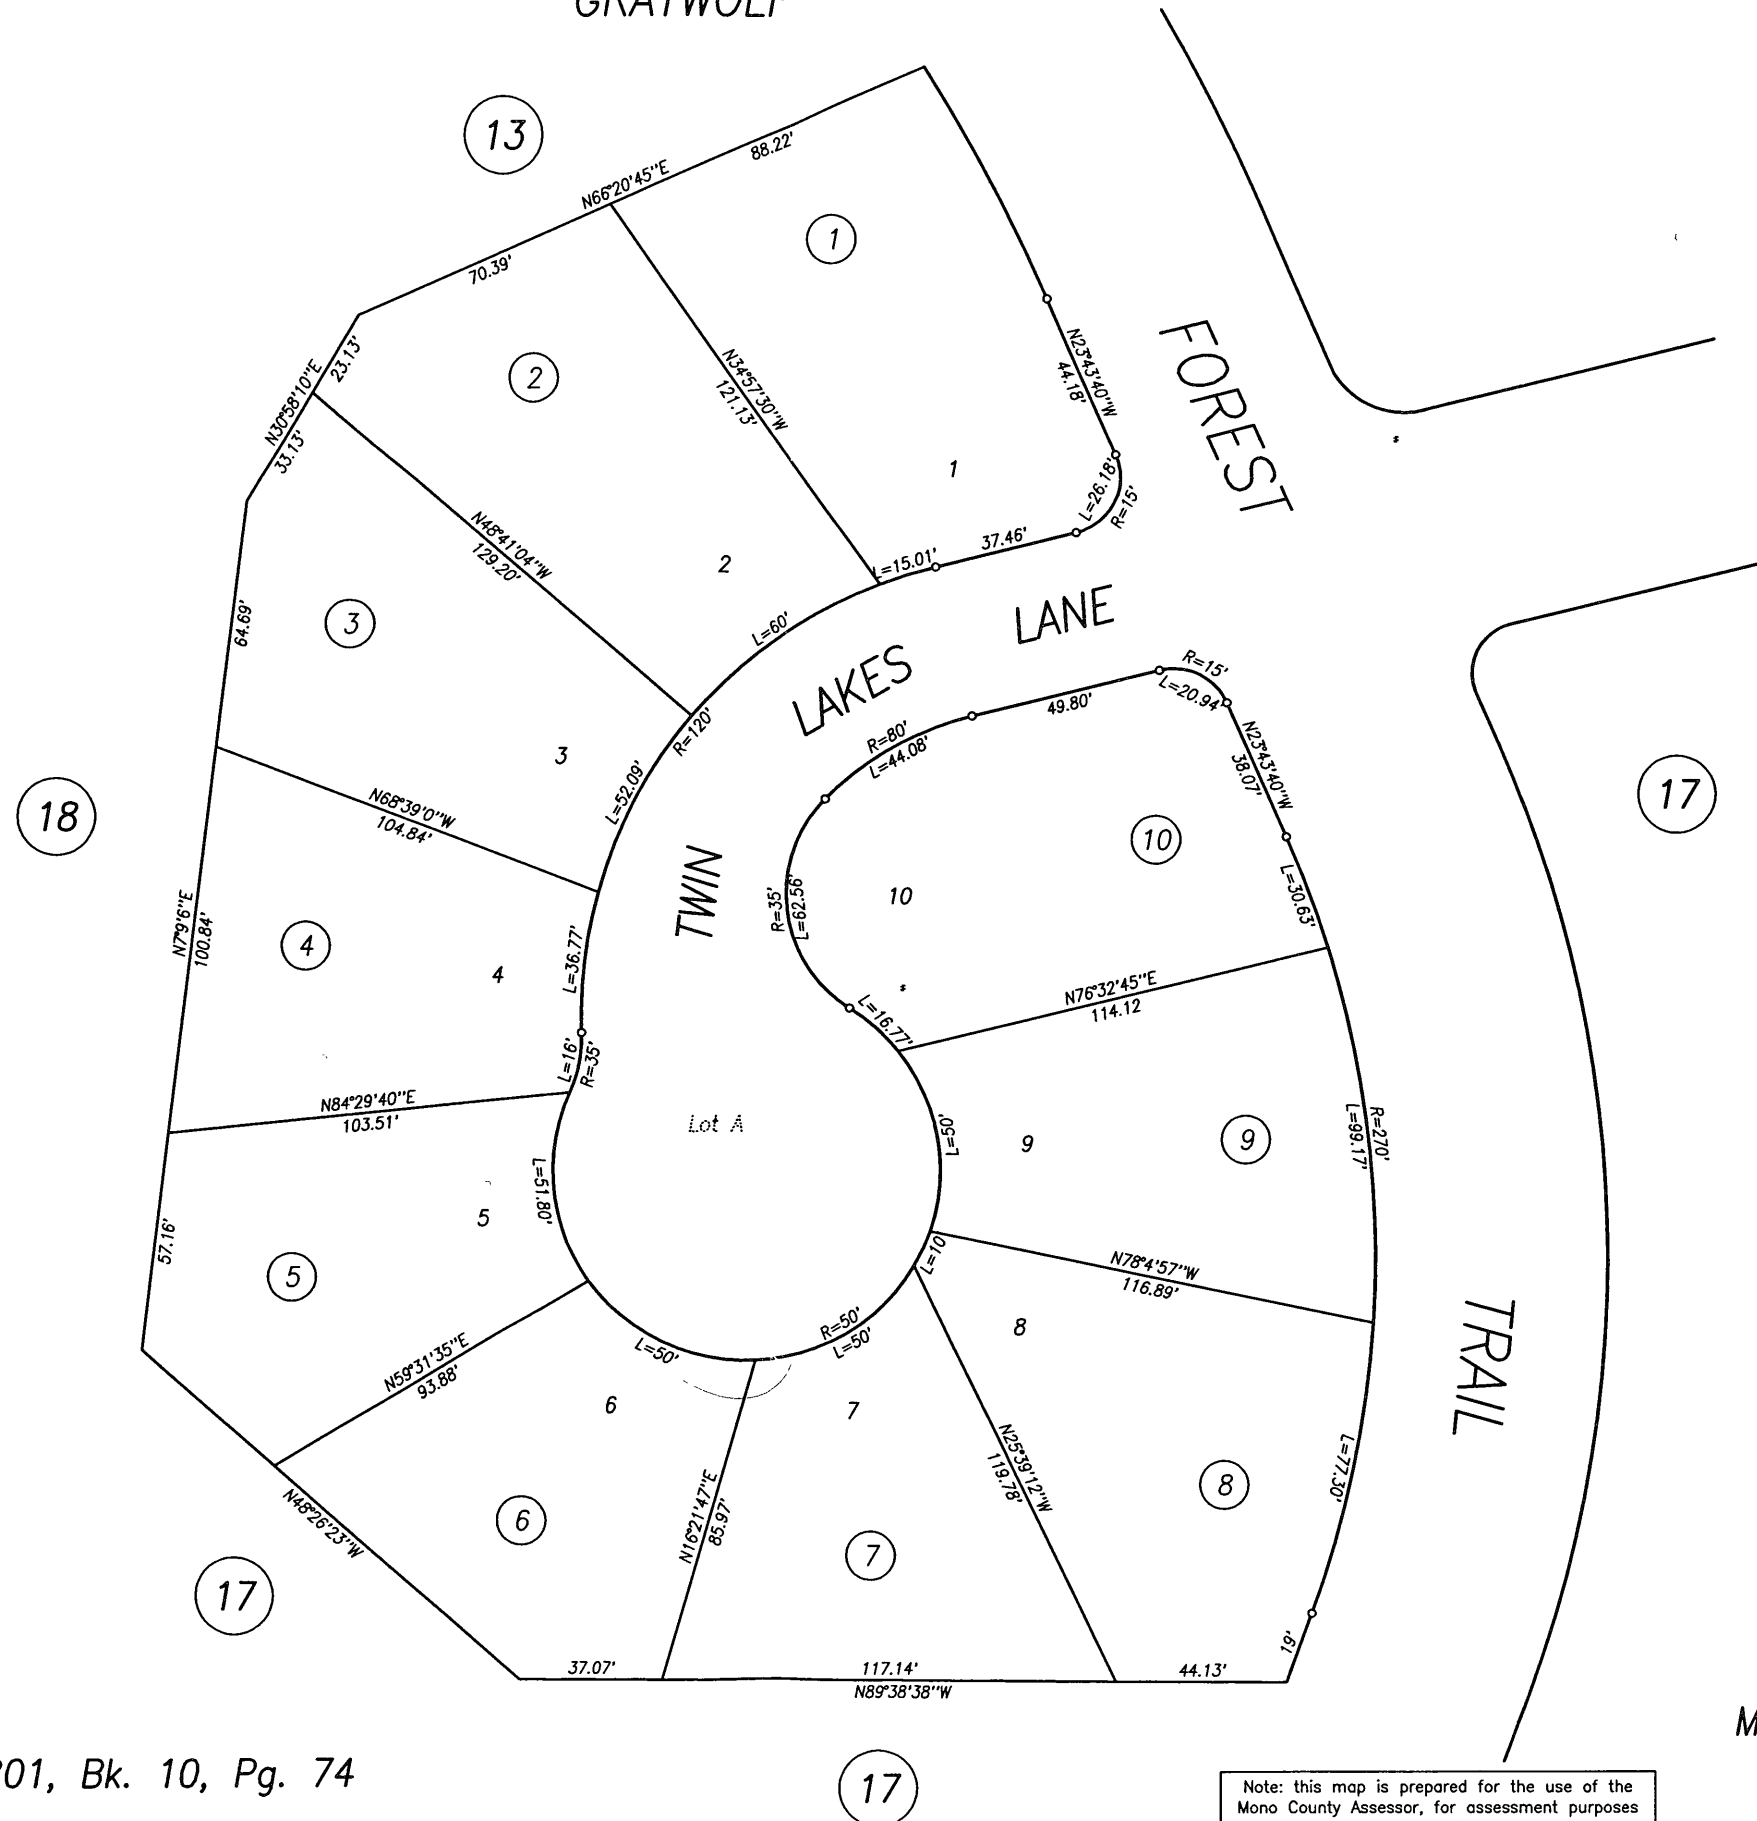 GRAYWOLF
13
88.22'
N66°20'45"E
1
70.39'
23.13'
N30°58'10"E
33.13'
2
N34°57'30"W
121.13'
N23°43'40"W
44.18'
FOREST
1
L=26.18'
R=15'
N48°41'04"W
129.20'
2
L=15.01'
37.46'
64.69'
3
L=60'
LANE
LAKES
R=15'
L=20.94'
49.80'
R=120'
R=80'
L=44.08'
N23°43'40"W
38.07'
3
L=52.09'
18
N68°39'0"W
104.84'
17
10
TWIN
R=35'
L=62.56'
10
L=30.63'
N7°9'6"E
100.84'
4
4
L=36.77'
N76°32'45"E
114.12
L=16.77'
L=16'
R=35'
N84°29'40"E
103.51'
Lot A
L=50'
9
9
R=270'
L=99.17'
L=51.80'
5
57.16'
5
L=10'
N78°4'57"W
116.89'
8
R=50'
L=50'
L=50'
N59°31'35"E
93.88'
TRAIL
6
7
N25°39'12"W
119.78'
L=77.30'
8
N48°26'23"W
6
N16°21'47"E
85.97'
7
17
19'
37.07'
117.14'
44.13'
N89°38'38"W
M
01, Bk. 10, Pg. 74
17
Note: this map is prepared for the use of the
Mono County Assessor, for assessment purposes